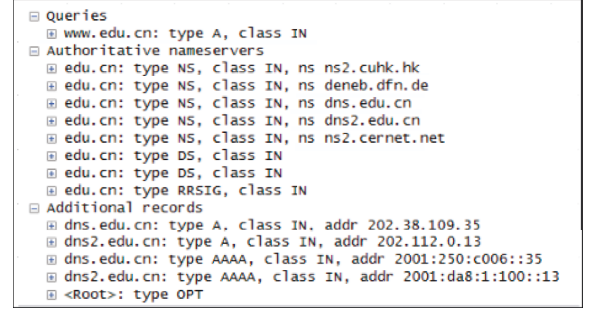 Queries
www.edu.cn: type A, class IN
Authoritative nameservers
edu.cn: type NS, class IN, ns ns2.cuhk.hk
edu.cn: type NS, class IN, ns deneb.dfn.de
edu.cn: type NS, class IN, ns dns.edu.cn
edu.cn: type NS, class IN, ns dns2.edu.cn
edu.cn: type NS, class IN, ns ns2.cernet.net
edu.cn: type DS, class IN
edu.cn: type DS, class IN
edu.cn: type RRSIG, class IN
Additional records
dns.edu.cn: type A, class IN, addr 202.38.109.35
dns2.edu.cn: type A, class IN, addr 202.112.0.13
dns.edu.cn: type AAAA, class IN, addr 2001:250:c006::35
dns2.edu.cn: type AAAA, class IN, addr 2001:da8:1:100::13
<Root>: type OPT